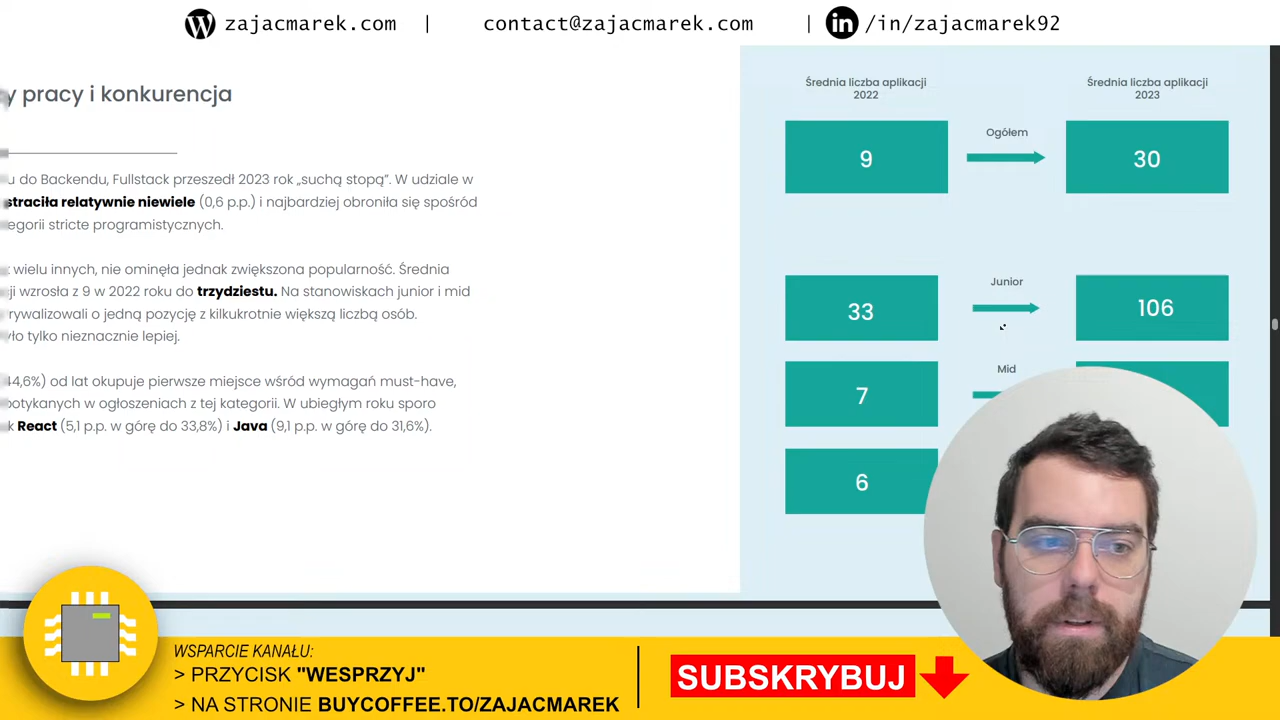 zajacmarek.com | contact@zajacmarek.com | in /in/zajacmarek92
y pracy i konkurencja
u do Backendu, Fullstack przeszedł 2023 rok „suchą stopą”. W udziale w
straciła relatywnie niewiele (0,6 p.p.) i najbardziej obroniła się spośród
egorii stricte programistycznych.
wielu innych, nie ominęła jednak zwiększona popularność. Średnia
ji wzrosła z 9 w 2022 roku do trzydziestu. Na stanowiskach junior i mid
rywalizowali o jedną pozycję z kilkukrotnie większą liczbą osób.
yło tylko nieznacznie lepiej.
44,6%) od lat okupuje pierwsze miejsce wśród wymagań must-have,
potykanych w ogłoszeniach z tej kategorii. W ubiegłym roku sporo
k React (5,1 p.p. w górę do 33,8%) i Java (9,1 p.p. w górę do 31,6%).
Średnia liczba aplikacji
2022
Średnia liczba aplikacji
2023
9
Ogółem
30
33
Junior
106
7
Mid
6
WSPARCIE KANAŁU:
> PRZYCISK "WESPRZYJ"
> NA STRONIE BUYCOFFEE.TO/ZAJACMAREK
SUBSKRYBUJ